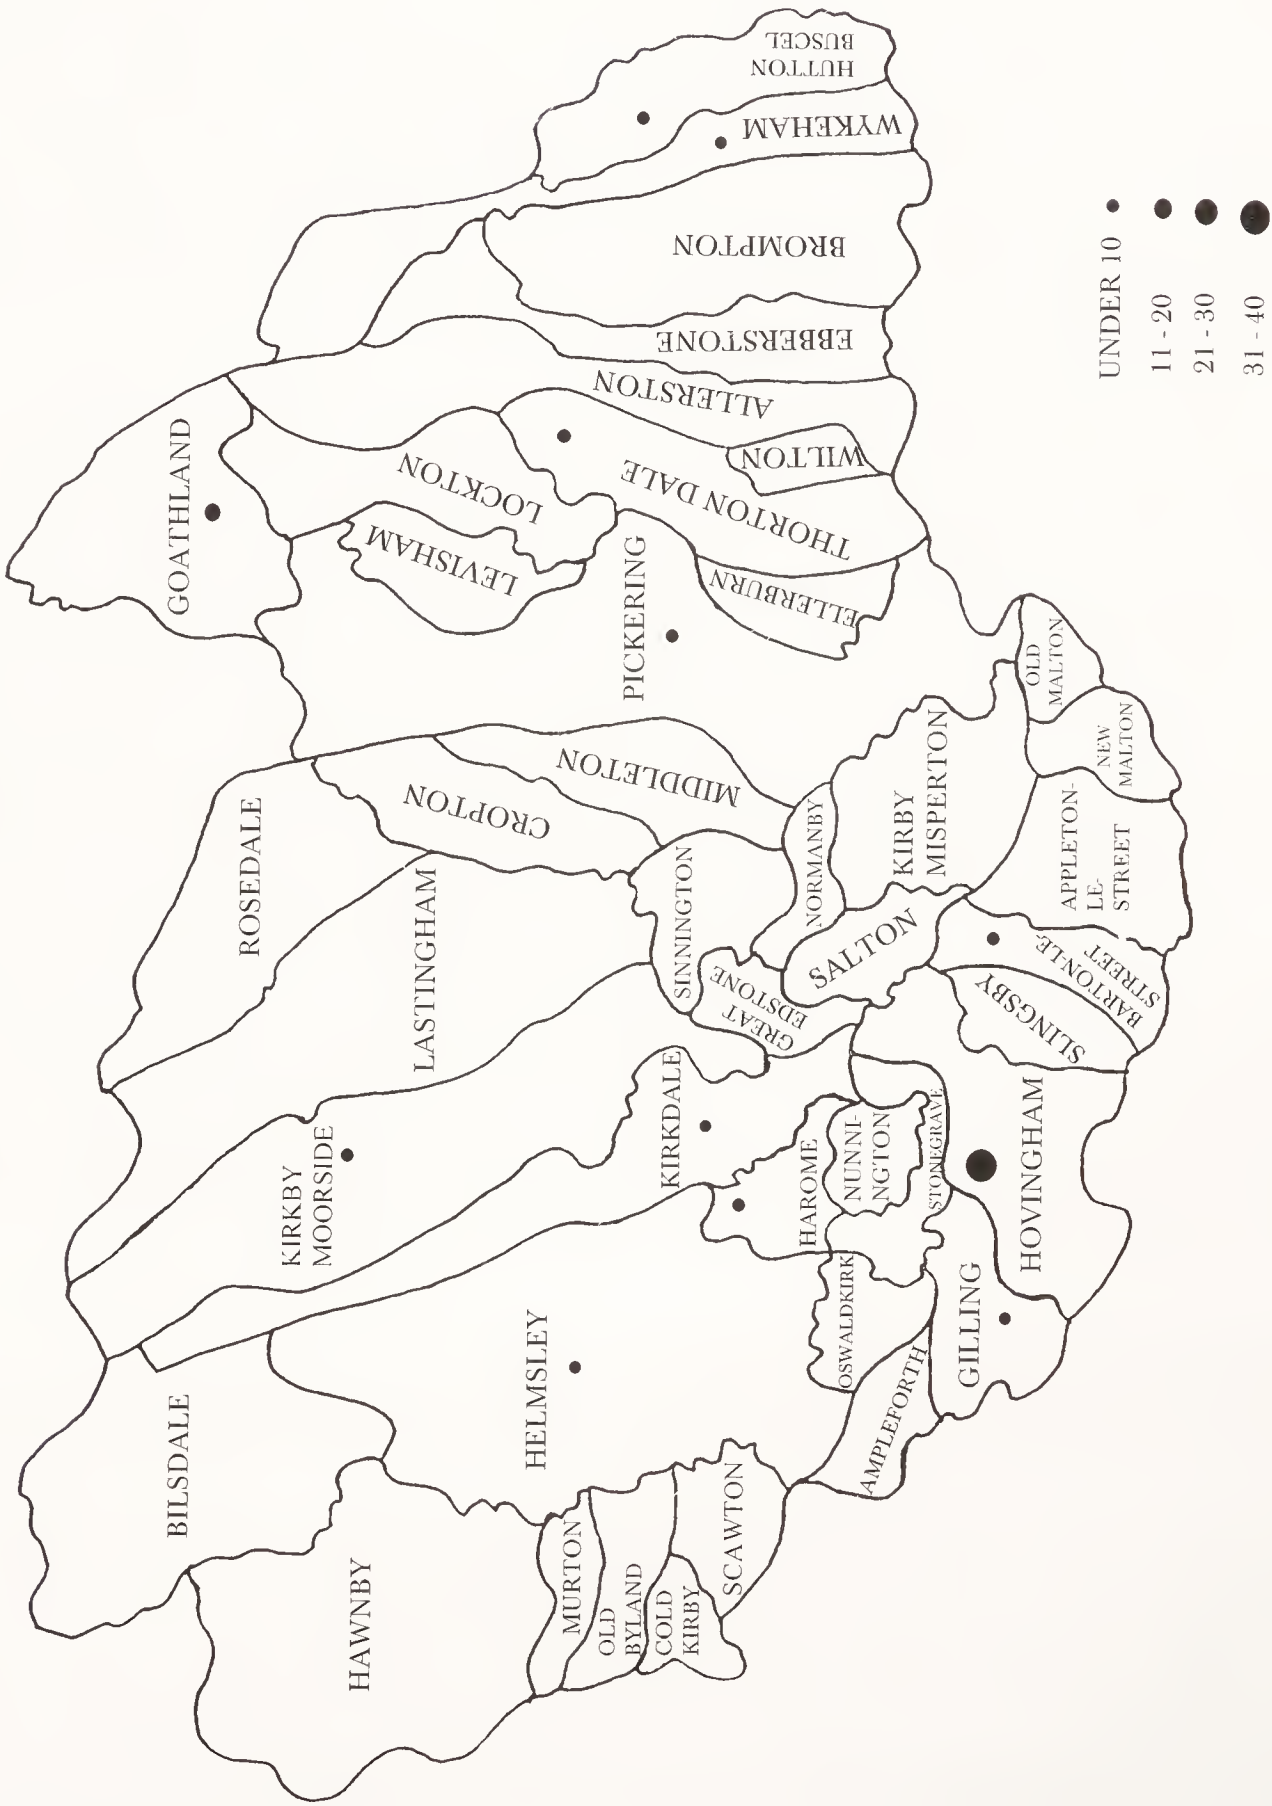 BILSDALE
HAWNBY
MURTON
OLD
BYLAND
COLD
KIRBY
SCAWTON
HELMSLEY
KIRKBY
MOORSIDE
LASTINGHAM
ROSEDALE
GOATHLAND
CROPTON
MIDDLETON
PICKERING
LEVISHAM
LOCKTON
ELLERBURN
THORTON DALE
WILTON
ALLERSTON
EBBERSTONE
BROMPTON
WYKEHAM
HUTTON
BUSCEL
KIRKDALE
HAROME
NUNNI-
NGTON
STONEGRAVE
OSWALDKIRK
AMPLEFORTH
GILLING
HOVINGHAM
SLINGSBY
BARTON-LE-
STREET
APPLETON-
LE-
STREET
NEW
MALTON
OLD
MALTON
KIRBY
MISPERTON
NORMANBY
SALTON
SINNINGTON
GREAT
EDSTONE
UNDER 10
11 - 20
21 - 30
31 - 40